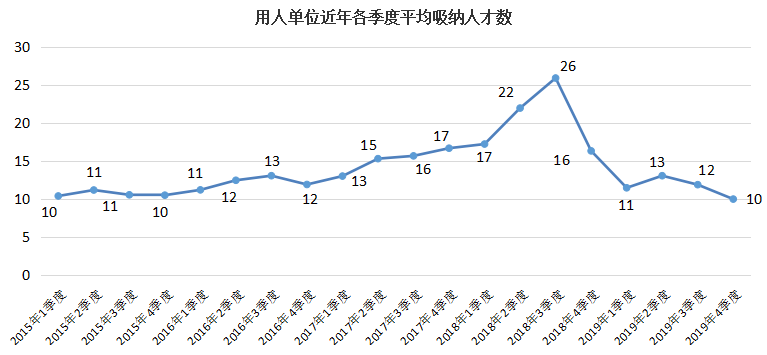 用人单位近年各季度平均吸纳人才数
30
25
20
15
10
5
0
10
11
11
10
11
12
13
12
13
15
16
17
17
22
26
16
11
13
12
10
2015年1季度
2015年2季度
2015年3季度
2015年4季度
2016年1季度
2016年2季度
2016年3季度
2016年4季度
2017年1季度
2017年2季度
2017年3季度
2017年4季度
2018年1季度
2018年2季度
2018年3季度
2018年4季度
2019年1季度
2019年2季度
2019年3季度
2019年4季度